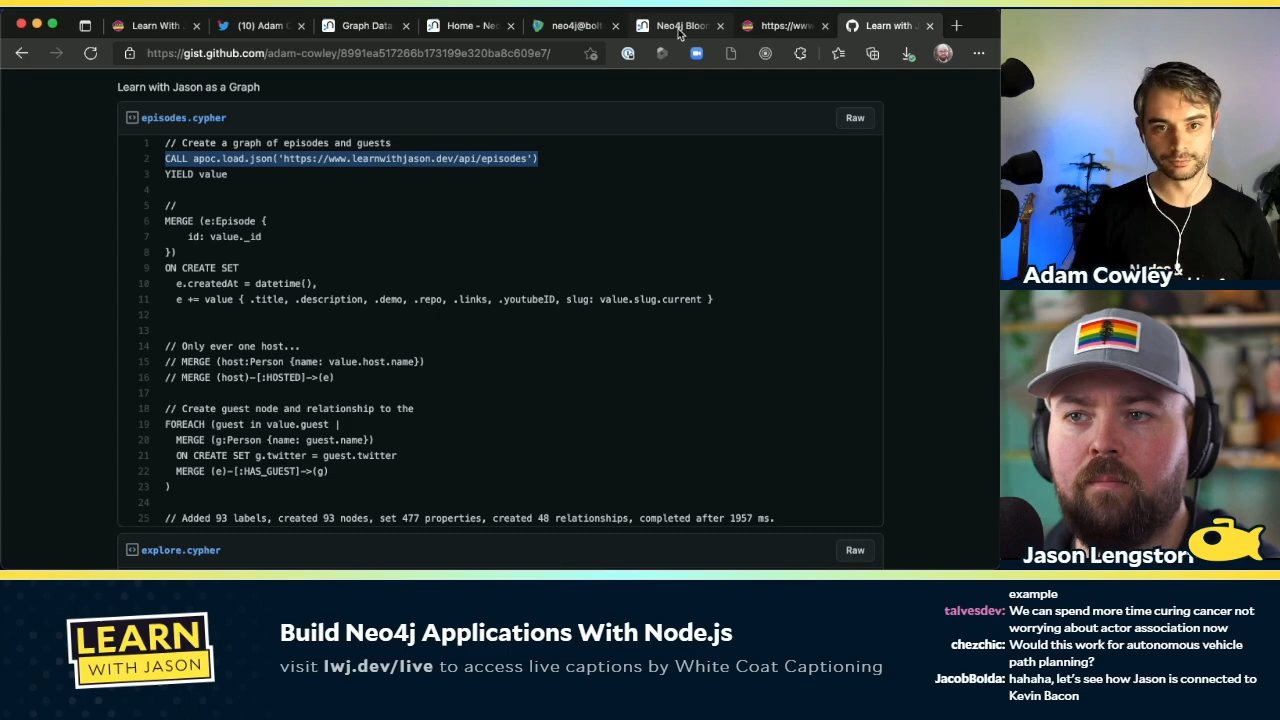 Learn With
(10) Adam C
Graph Data
Home - Neo
neo4j@bolt
Neo4j Bloom
https://www
Learn with J
https://gist.github.com/adam-cowley/8991ea517266b173199e320ba8c609e7/
Learn with Jason as a Graph
episodes.cypher
Raw
1 // Create a graph of episodes and guests
2 CALL apoc.load.json('https://www.learnwithjason.dev/api/episodes')
3 YIELD value
4
5 //
6 MERGE (e:Episode {
7 id: value._id
8 })
9 ON CREATE SET
10 e.createdAt = datetime(),
11 e += value { .title, .description, .demo, .repo, .links, .youtubeID, slug: value.slug.current }
12
13
14 // Only ever one host...
15 // MERGE (host:Person {name: value.host.name})
16 // MERGE (host)-[:HOSTED]->(e)
17
18 // Create guest node and relationship to the
19 FOREACH (guest in value.guest |
20 MERGE (g:Person {name: guest.name})
21 ON CREATE SET g.twitter = guest.twitter
22 MERGE (e)-[:HAS_GUEST]->(g)
23 )
24
25 // Added 93 labels, created 93 nodes, set 477 properties, created 48 relationships, completed after 1957 ms.
explore.cypher
Raw
Adam Cowley
Jason Lengstorf
LEARN
WITH JASON
Build Neo4j Applications With Node.js
visit lwj.dev/live to access live captions by White Coat Captioning
example
talvesdev: We can spend more time curing cancer not
worrying about actor association now
chezchic: Would this work for autonomous vehicle
path planning?
JacobBolda: hahaha, let's see how Jason is connected to
Kevin Bacon